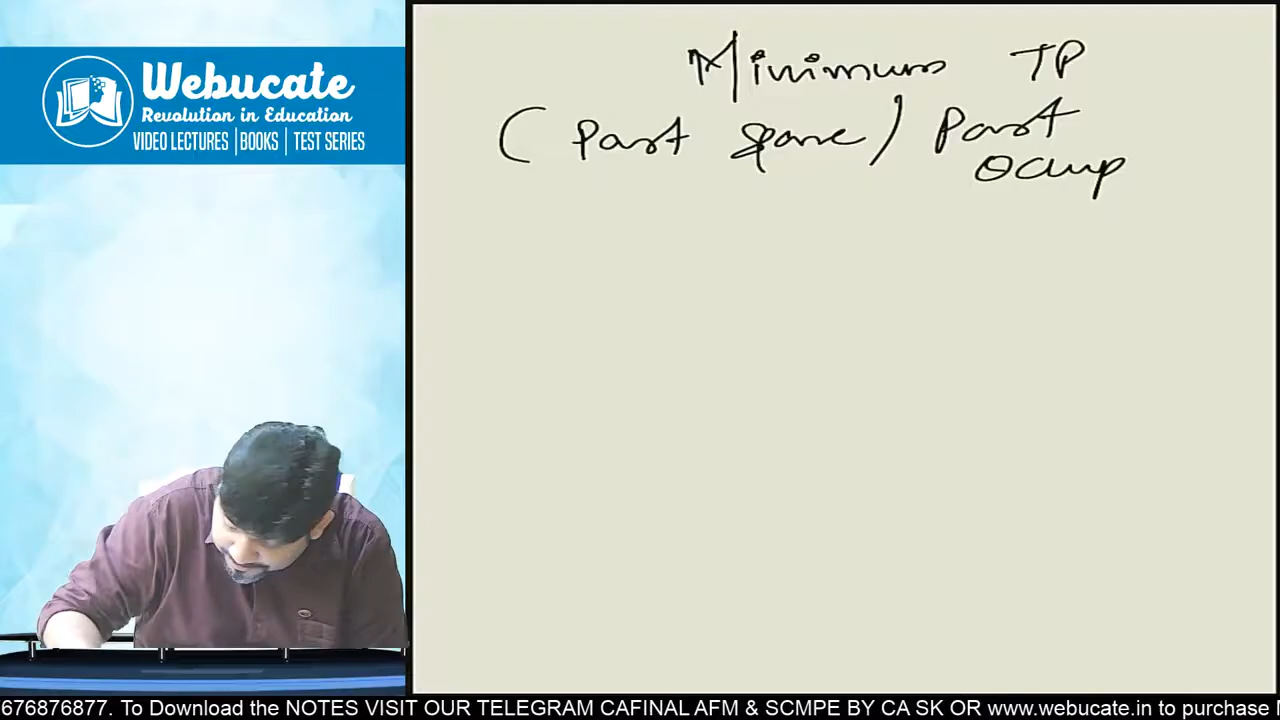 Webucate
Revolution in Education
VIDEO LECTURES | BOOKS | TEST SERIES
Minimum TP
( Part spare ) Part
Occup
676876877. To Download the NOTES VISIT OUR TELEGRAM CAFINAL AFM & SCMPE BY CA SK OR www.webucate.in to purchase